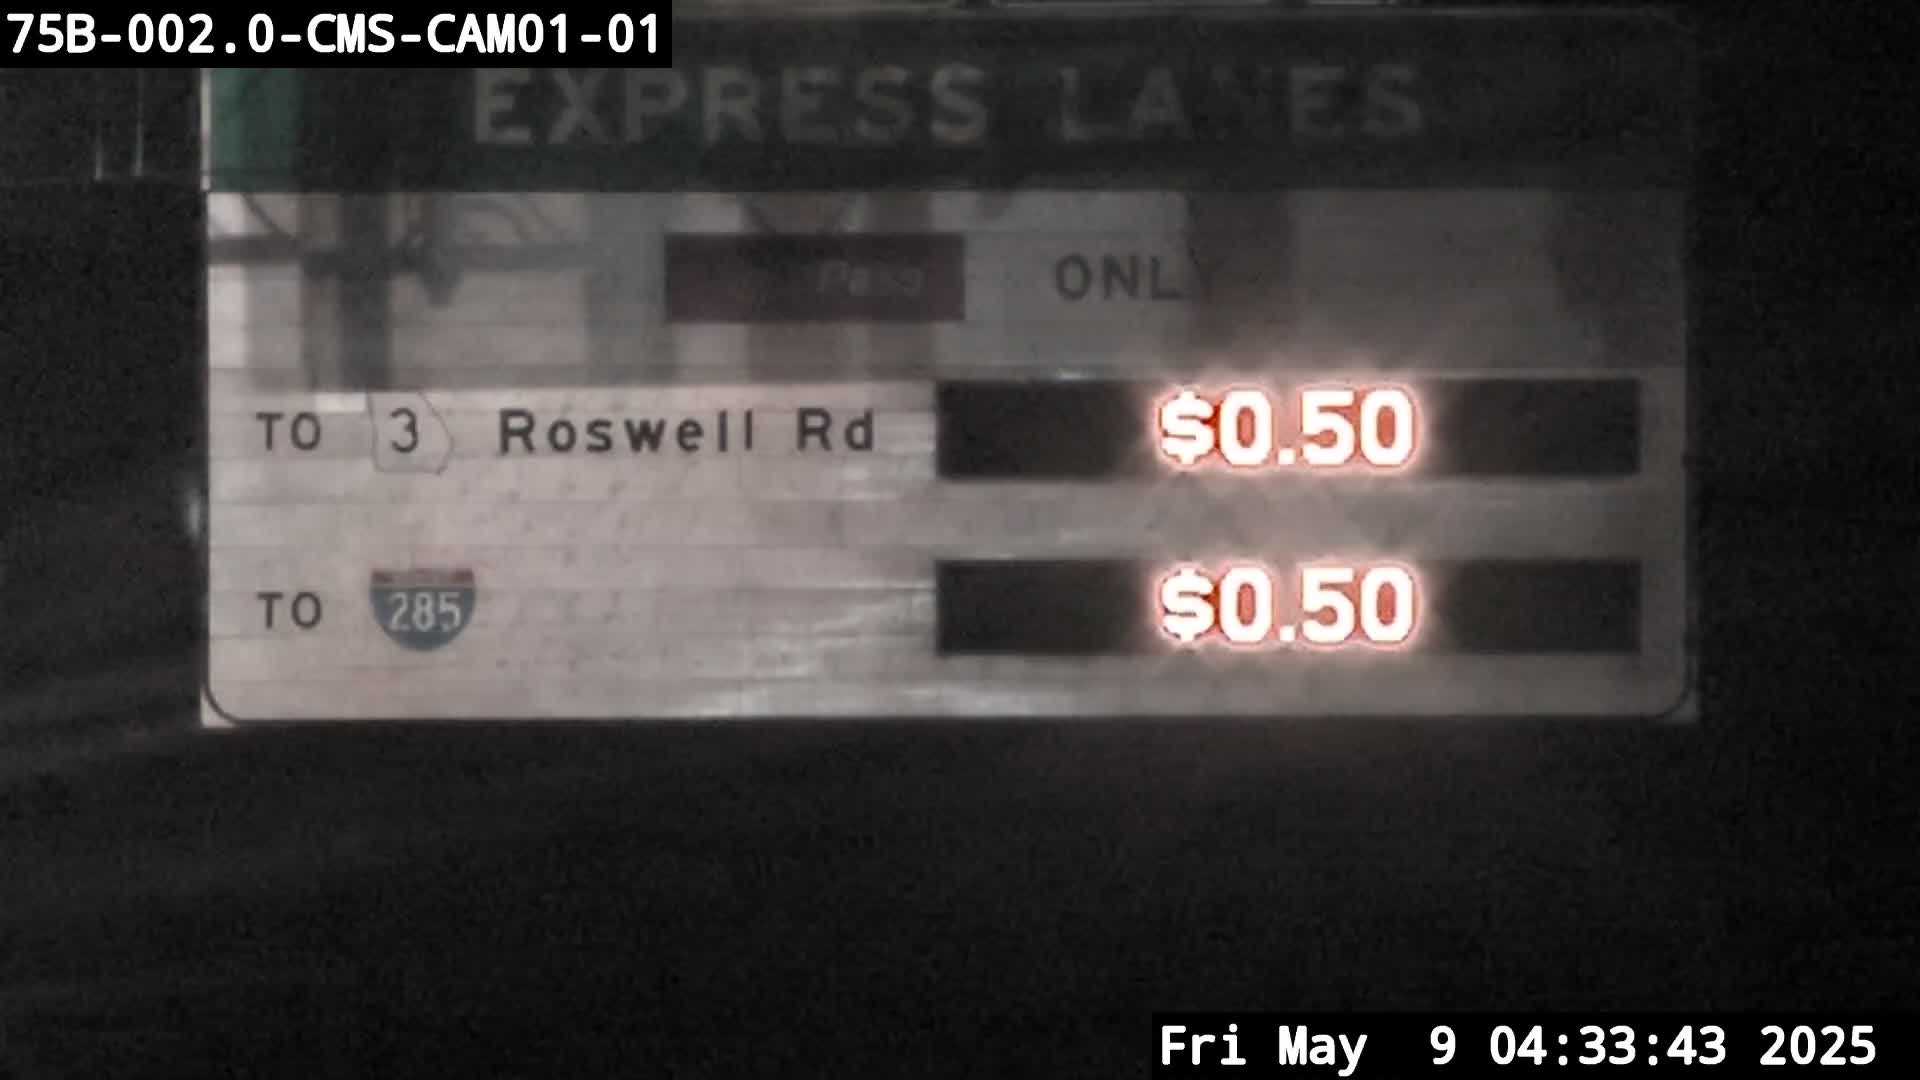 75B-002.0-CMS-CAM01-01
EXPRESS LANES
Pass ONLY
TO 3 Roswell Rd $0.50
TO 285 $0.50
Fri May 9 04:33:43 2025